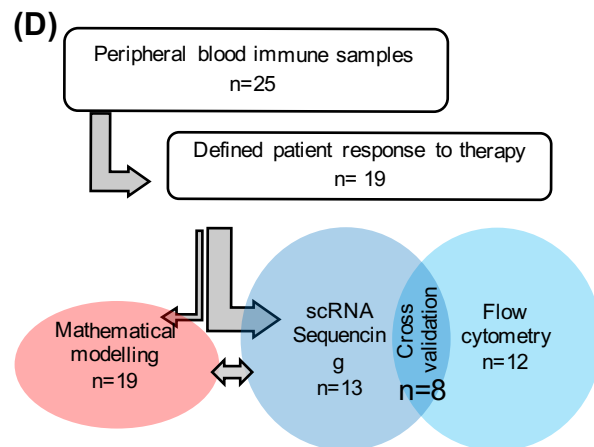 (D)
Peripheral blood immune samples
n=25
Defined patient response to therapy
n= 19
Mathematical
modelling
n=19
scRNA
Sequencin
g
n=13
Cross
validation
n=8
Flow
cytometry
n=12